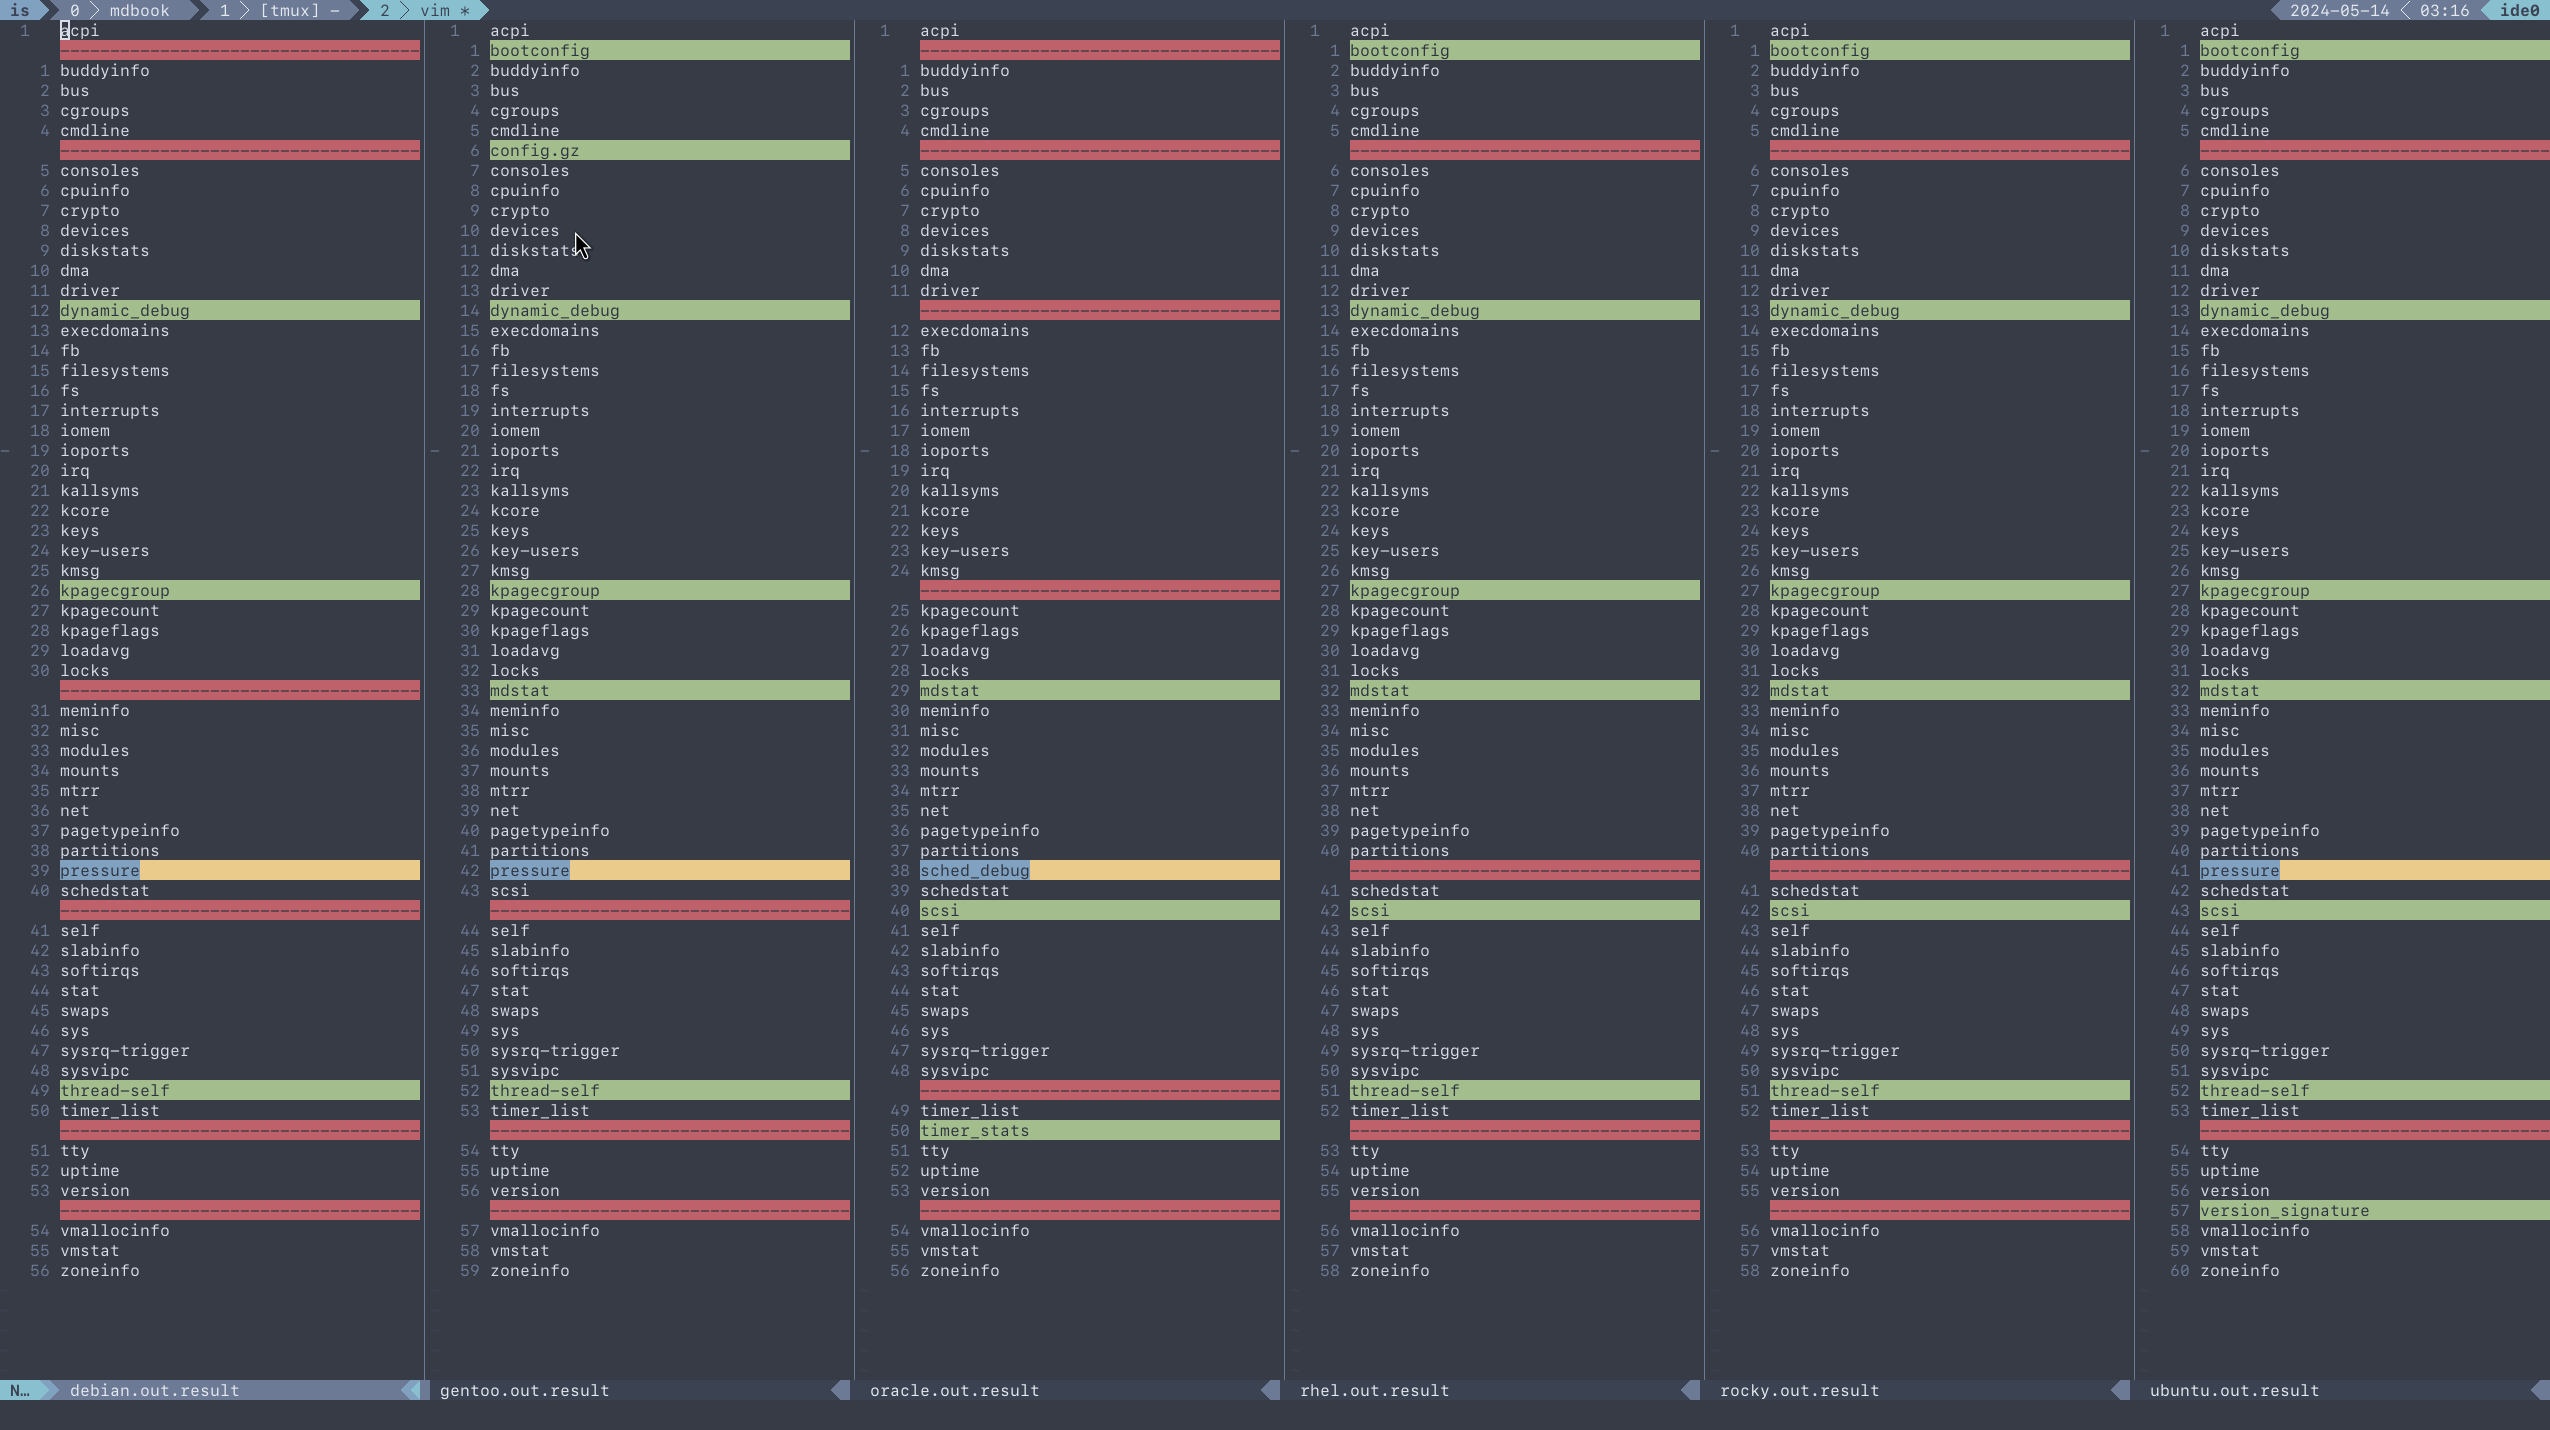 is 0 mdbook 1 [tmux] - 2 vim * 2024-05-14 03:16 ide0
1 acpi
1 buddyinfo
2 bus
3 cgroups
4 cmdline
5 consoles
6 cpuinfo
7 crypto
8 devices
9 diskstats
10 dma
11 driver
12 dynamic_debug
13 execdomains
14 fb
15 filesystems
16 fs
17 interrupts
18 iomem
19 ioports
20 irq
21 kallsyms
22 kcore
23 keys
24 key-users
25 kmsg
26 kpagecgroup
27 kpagecount
28 kpageflags
29 loadavg
30 locks
31 meminfo
32 misc
33 modules
34 mounts
35 mtrr
36 net
37 pagetypeinfo
38 partitions
39 pressure
40 schedstat
41 self
42 slabinfo
43 softirqs
44 stat
45 swaps
46 sys
47 sysrq-trigger
48 sysvipc
49 thread-self
50 timer_list
51 tty
52 uptime
53 version
54 vmallocinfo
55 vmstat
56 zoneinfo
N… debian.out.result
1 acpi
1 bootconfig
2 buddyinfo
3 bus
4 cgroups
5 cmdline
6 config.gz
7 consoles
8 cpuinfo
9 crypto
10 devices
11 diskstats
12 dma
13 driver
14 dynamic_debug
15 execdomains
16 fb
17 filesystems
18 fs
19 interrupts
20 iomem
21 ioports
22 irq
23 kallsyms
24 kcore
25 keys
26 key-users
27 kmsg
28 kpagecgroup
29 kpagecount
30 kpageflags
31 loadavg
32 locks
33 mdstat
34 meminfo
35 misc
36 modules
37 mounts
38 mtrr
39 net
40 pagetypeinfo
41 partitions
42 pressure
43 scsi
44 self
45 slabinfo
46 softirqs
47 stat
48 swaps
49 sys
50 sysrq-trigger
51 sysvipc
52 thread-self
53 timer_list
54 tty
55 uptime
56 version
57 vmallocinfo
58 vmstat
59 zoneinfo
gentoo.out.result
1 acpi
1 buddyinfo
2 bus
3 cgroups
4 cmdline
5 consoles
6 cpuinfo
7 crypto
8 devices
9 diskstats
10 dma
11 driver
12 execdomains
13 fb
14 filesystems
15 fs
16 interrupts
17 iomem
18 ioports
19 irq
20 kallsyms
21 kcore
22 keys
23 key-users
24 kmsg
25 kpagecount
26 kpageflags
27 loadavg
28 locks
29 mdstat
30 meminfo
31 misc
32 modules
33 mounts
34 mtrr
35 net
36 pagetypeinfo
37 partitions
38 sched_debug
39 schedstat
40 scsi
41 self
42 slabinfo
43 softirqs
44 stat
45 swaps
46 sys
47 sysrq-trigger
48 sysvipc
49 timer_list
50 timer_stats
51 tty
52 uptime
53 version
54 vmallocinfo
55 vmstat
56 zoneinfo
oracle.out.result
1 acpi
1 bootconfig
2 buddyinfo
3 bus
4 cgroups
5 cmdline
6 consoles
7 cpuinfo
8 crypto
9 devices
10 diskstats
11 dma
12 driver
13 dynamic_debug
14 execdomains
15 fb
16 filesystems
17 fs
18 interrupts
19 iomem
20 ioports
21 irq
22 kallsyms
23 kcore
24 keys
25 key-users
26 kmsg
27 kpagecgroup
28 kpagecount
29 kpageflags
30 loadavg
31 locks
32 mdstat
33 meminfo
34 misc
35 modules
36 mounts
37 mtrr
38 net
39 pagetypeinfo
40 partitions
41 schedstat
42 scsi
43 self
44 slabinfo
45 softirqs
46 stat
47 swaps
48 sys
49 sysrq-trigger
50 sysvipc
51 thread-self
52 timer_list
53 tty
54 uptime
55 version
56 vmallocinfo
57 vmstat
58 zoneinfo
rhel.out.result
1 acpi
1 bootconfig
2 buddyinfo
3 bus
4 cgroups
5 cmdline
6 consoles
7 cpuinfo
8 crypto
9 devices
10 diskstats
11 dma
12 driver
13 dynamic_debug
14 execdomains
15 fb
16 filesystems
17 fs
18 interrupts
19 iomem
20 ioports
21 irq
22 kallsyms
23 kcore
24 keys
25 key-users
26 kmsg
27 kpagecgroup
28 kpagecount
29 kpageflags
30 loadavg
31 locks
32 mdstat
33 meminfo
34 misc
35 modules
36 mounts
37 mtrr
38 net
39 pagetypeinfo
40 partitions
41 schedstat
42 scsi
43 self
44 slabinfo
45 softirqs
46 stat
47 swaps
48 sys
49 sysrq-trigger
50 sysvipc
51 thread-self
52 timer_list
53 tty
54 uptime
55 version
56 vmallocinfo
57 vmstat
58 zoneinfo
rocky.out.result
1 acpi
1 bootconfig
2 buddyinfo
3 bus
4 cgroups
5 cmdline
6 consoles
7 cpuinfo
8 crypto
9 devices
10 diskstats
11 dma
12 driver
13 dynamic_debug
14 execdomains
15 fb
16 filesystems
17 fs
18 interrupts
19 iomem
20 ioports
21 irq
22 kallsyms
23 kcore
24 keys
25 key-users
26 kmsg
27 kpagecgroup
28 kpagecount
29 kpageflags
30 loadavg
31 locks
32 mdstat
33 meminfo
34 misc
35 modules
36 mounts
37 mtrr
38 net
39 pagetypeinfo
40 partitions
41 pressure
42 schedstat
43 scsi
44 self
45 slabinfo
46 softirqs
47 stat
48 swaps
49 sys
50 sysrq-trigger
51 sysvipc
52 thread-self
53 timer_list
54 tty
55 uptime
56 version
57 version_signature
58 vmallocinfo
59 vmstat
60 zoneinfo
ubuntu.out.result